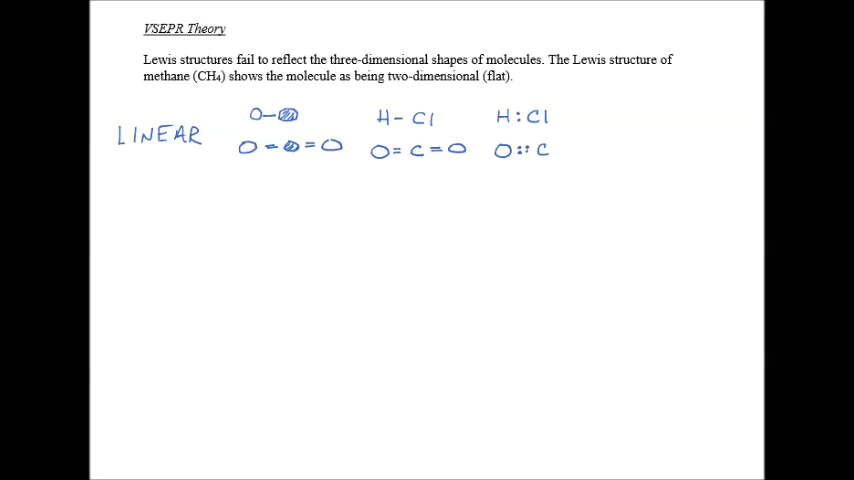 VSEPR Theory
Lewis structures fail to reflect the three-dimensional shapes of molecules. The Lewis structure of
methane (CH₄) shows the molecule as being two-dimensional (flat).
LINEAR
H - Cl
H : Cl
O = C = O
O :: C